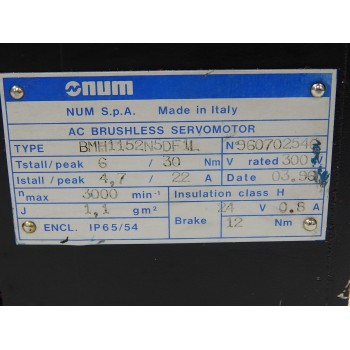 num
NUM S.p.A. Made in Italy
AC BRUSHLESS SERVOMOTOR
TYPE BMH1152N5DF1L N°960702546
Tstall/peak 6 / 30 Nm V rated 300 V
Istall/peak 4,7 / 22 A Date 03.96
n max 3000 min⁻¹ Insulation class H
J 1,1 gm² Brake 24 V 0.8 A
ENCL. IP65/54 12 Nm